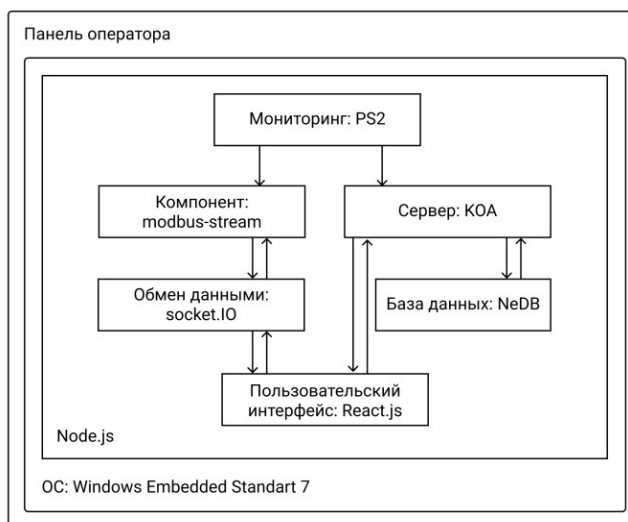 Панель оператора
Мониторинг: PS2
Компонент:
modbus-stream
Сервер: KOA
Обмен данными:
socket.IO
База данных: NeDB
Пользовательский
интерфейс: React.js
Node.js
ОС: Windows Embedded Standart 7